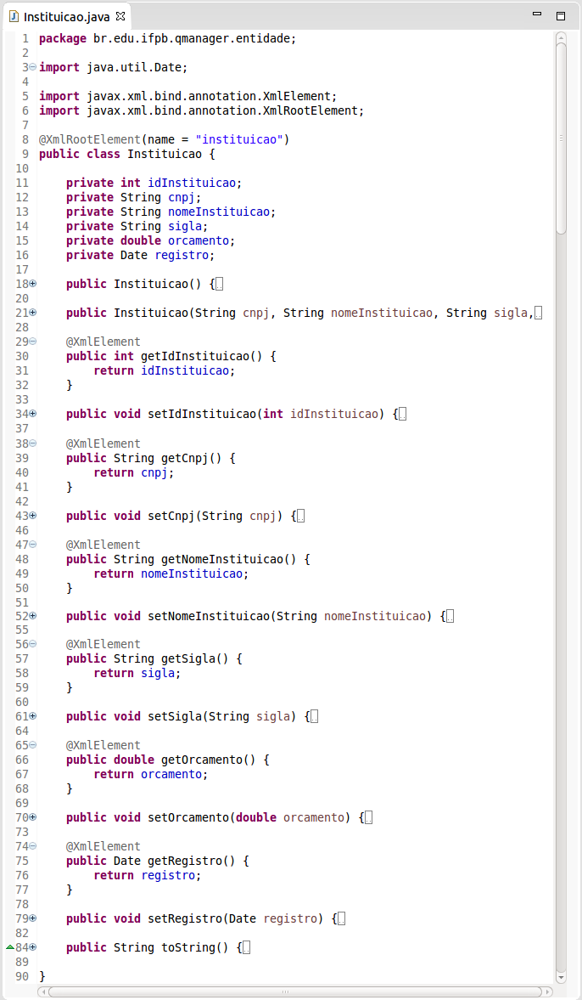 Instituicao.java
1 package br.edu.ifpb.qmanager.entidade;
2
3 import java.util.Date;
4
5 import javax.xml.bind.annotation.XmlElement;
6 import javax.xml.bind.annotation.XmlRootElement;
7
8 @XmlRootElement(name = "instituicao")
9 public class Instituicao {
10
11 private int idInstituicao;
12 private String cnpj;
13 private String nomeInstituicao;
14 private String sigla;
15 private double orcamento;
16 private Date registro;
17
18 public Instituicao() {
20
21 public Instituicao(String cnpj, String nomeInstituicao, String sigla,
28
29 @XmlElement
30 public int getIdInstituicao() {
31 return idInstituicao;
32 }
33
34 public void setIdInstituicao(int idInstituicao) {
37
38 @XmlElement
39 public String getCnpj() {
40 return cnpj;
41 }
42
43 public void setCnpj(String cnpj) {
46
47 @XmlElement
48 public String getNomeInstituicao() {
49 return nomeInstituicao;
50 }
51
52 public void setNomeInstituicao(String nomeInstituicao) {
55
56 @XmlElement
57 public String getSigla() {
58 return sigla;
59 }
60
61 public void setSigla(String sigla) {
64
65 @XmlElement
66 public double getOrcamento() {
67 return orcamento;
68 }
69
70 public void setOrcamento(double orcamento) {
73
74 @XmlElement
75 public Date getRegistro() {
76 return registro;
77 }
78
79 public void setRegistro(Date registro) {
82
84 public String toString() {
89
90 }